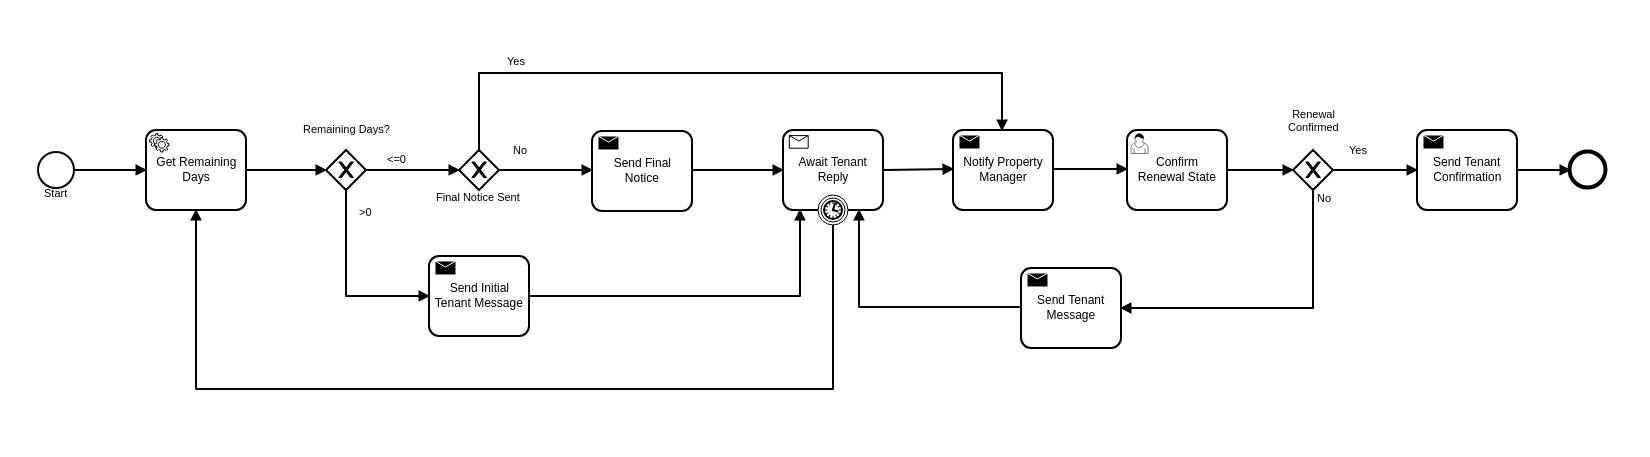 Yes
Renewal
Confirmed
Remaining Days?
<=0
No
Yes
Start
Get Remaining
Days
Final Notice Sent
Send Final
Notice
Await Tenant
Reply
Notify Property
Manager
Confirm
Renewal State
No
Send Tenant
Confirmation
>0
Send Initial
Tenant Message
Send Tenant
Message